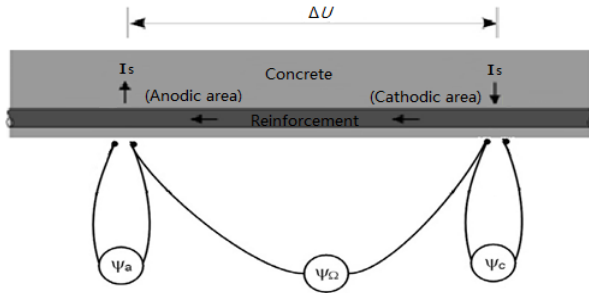 ΔU
Is
Concrete
Is
(Anodic area)
(Cathodic area)
Reinforcement
Ψa
ΨΩ
Ψc